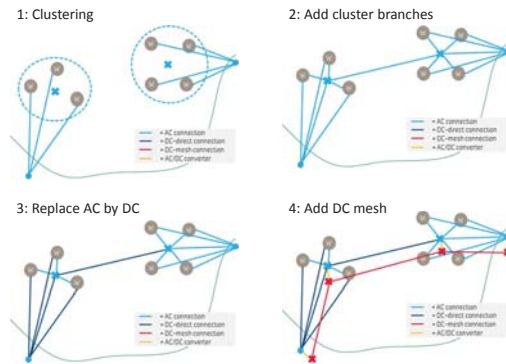 1: Clustering
= AC connection
= DC-direct connection
= DC-mesh connection
= AC/DC converter
2: Add cluster branches
= AC connection
= DC-direct connection
= DC-mesh connection
= AC/DC converter
3: Replace AC by DC
= AC connection
= DC-direct connection
= DC-mesh connection
= AC/DC converter
4: Add DC mesh
= AC connection
= DC-direct connection
= DC-mesh connection
= AC/DC converter